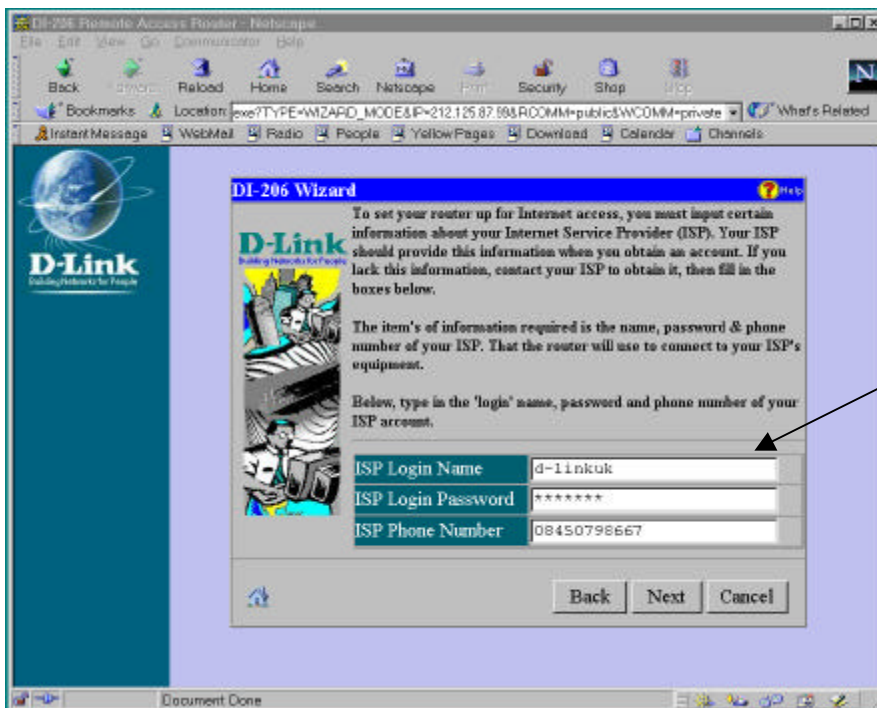 DI-206 Remote Access Router - Netscape
File Edit View Go Communicator Help
Back Forward Reload Home Search Netscape Print Security Shop Stop
Bookmarks Location: exe?TYPE=WIZARD_MODE&IP=212.125.87.99&RCOMM=public&WCOMM=private What's Related
Instant Message WebMail Radio People Yellow Pages Download Calendar Channels
D-Link
Building Networks for People
DI-206 Wizard
Help
D-Link
Building Networks for People
To set your router up for Internet access, you must input certain
information about your Internet Service Provider (ISP). Your ISP
should provide this information when you obtain an account. If you
lack this information, contact your ISP to obtain it, then fill in the
boxes below.
The item's of information required is the name, password & phone
number of your ISP. That the router will use to connect to your ISP's
equipment.
Below, type in the 'login' name, password and phone number of your
ISP account.
ISP Login Name d-linkuk
ISP Login Password *******
ISP Phone Number 08450798667
Back Next Cancel
Document Done